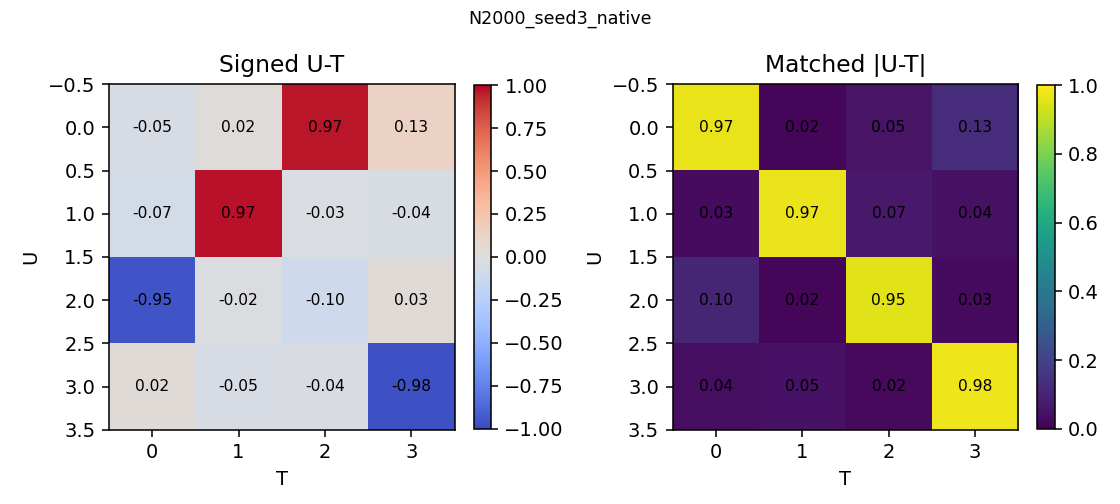 N2000_seed3_native
Signed U-T
−0.5
0.0
0.5
1.0
1.5
2.0
2.5
3.0
3.5
U
-0.05 0.02 0.97 0.13
-0.07 0.97 -0.03 -0.04
-0.95 -0.02 -0.10 0.03
0.02 -0.05 -0.04 -0.98
0 1 2 3
T
1.00
0.75
0.50
0.25
0.00
−0.25
−0.50
−0.75
−1.00
Matched |U-T|
−0.5
0.0
0.5
1.0
1.5
2.0
2.5
3.0
3.5
U
0.97 0.02 0.05 0.13
0.03 0.97 0.07 0.04
0.10 0.02 0.95 0.03
0.04 0.05 0.02 0.98
0 1 2 3
T
1.0
0.8
0.6
0.4
0.2
0.0